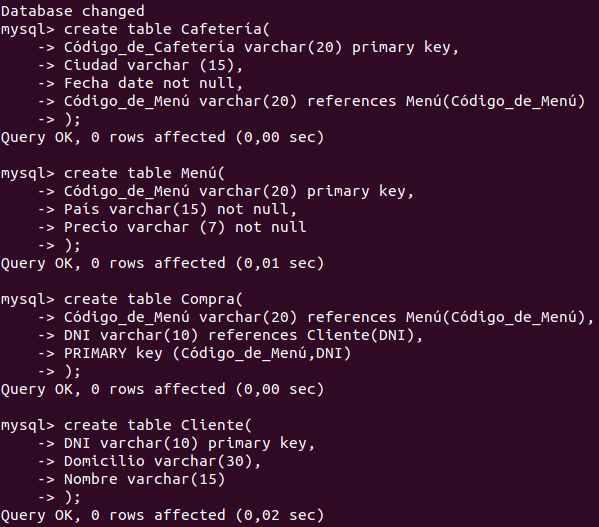 Database changed
mysql> create table Cafetería(
    -> Código_de_Cafetería varchar(20) primary key,
    -> Ciudad varchar (15),
    -> Fecha date not null,
    -> Código_de_Menú varchar(20) references Menú(Código_de_Menú)
    -> );
Query OK, 0 rows affected (0,00 sec)
mysql> create table Menú(
    -> Código_de_Menú varchar(20) primary key,
    -> País varchar(15) not null,
    -> Precio varchar (7) not null
    -> );
Query OK, 0 rows affected (0,01 sec)
mysql> create table Compra(
    -> Código_de_Menú varchar(20) references Menú(Código_de_Menú),
    -> DNI varchar(10) references Cliente(DNI),
    -> PRIMARY key (Código_de_Menú,DNI)
    -> );
Query OK, 0 rows affected (0,00 sec)
mysql> create table Cliente(
    -> DNI varchar(10) primary key,
    -> Domicilio varchar(30),
    -> Nombre varchar(15)
    -> );
Query OK, 0 rows affected (0,02 sec)